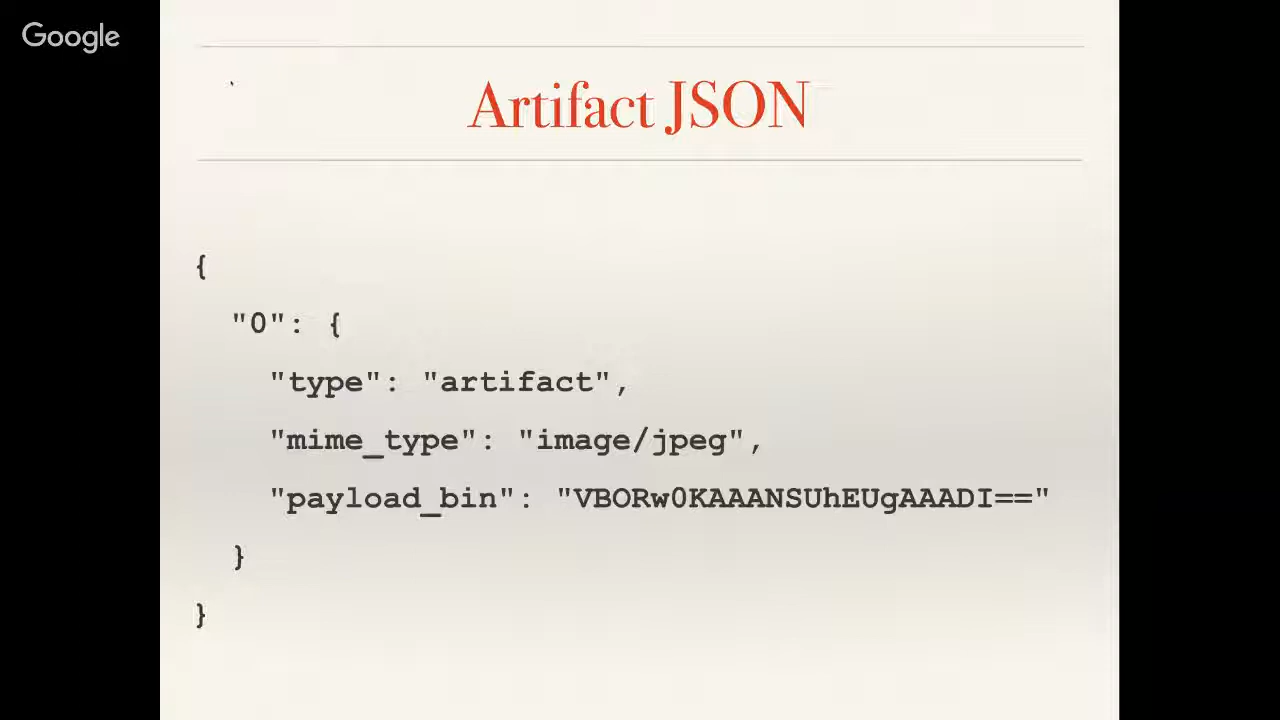 Google
Artifact JSON
{
"0": {
"type": "artifact",
"mime_type": "image/jpeg",
"payload_bin": "VBORw0KAAANSUhEUgAAADI=="
}
}